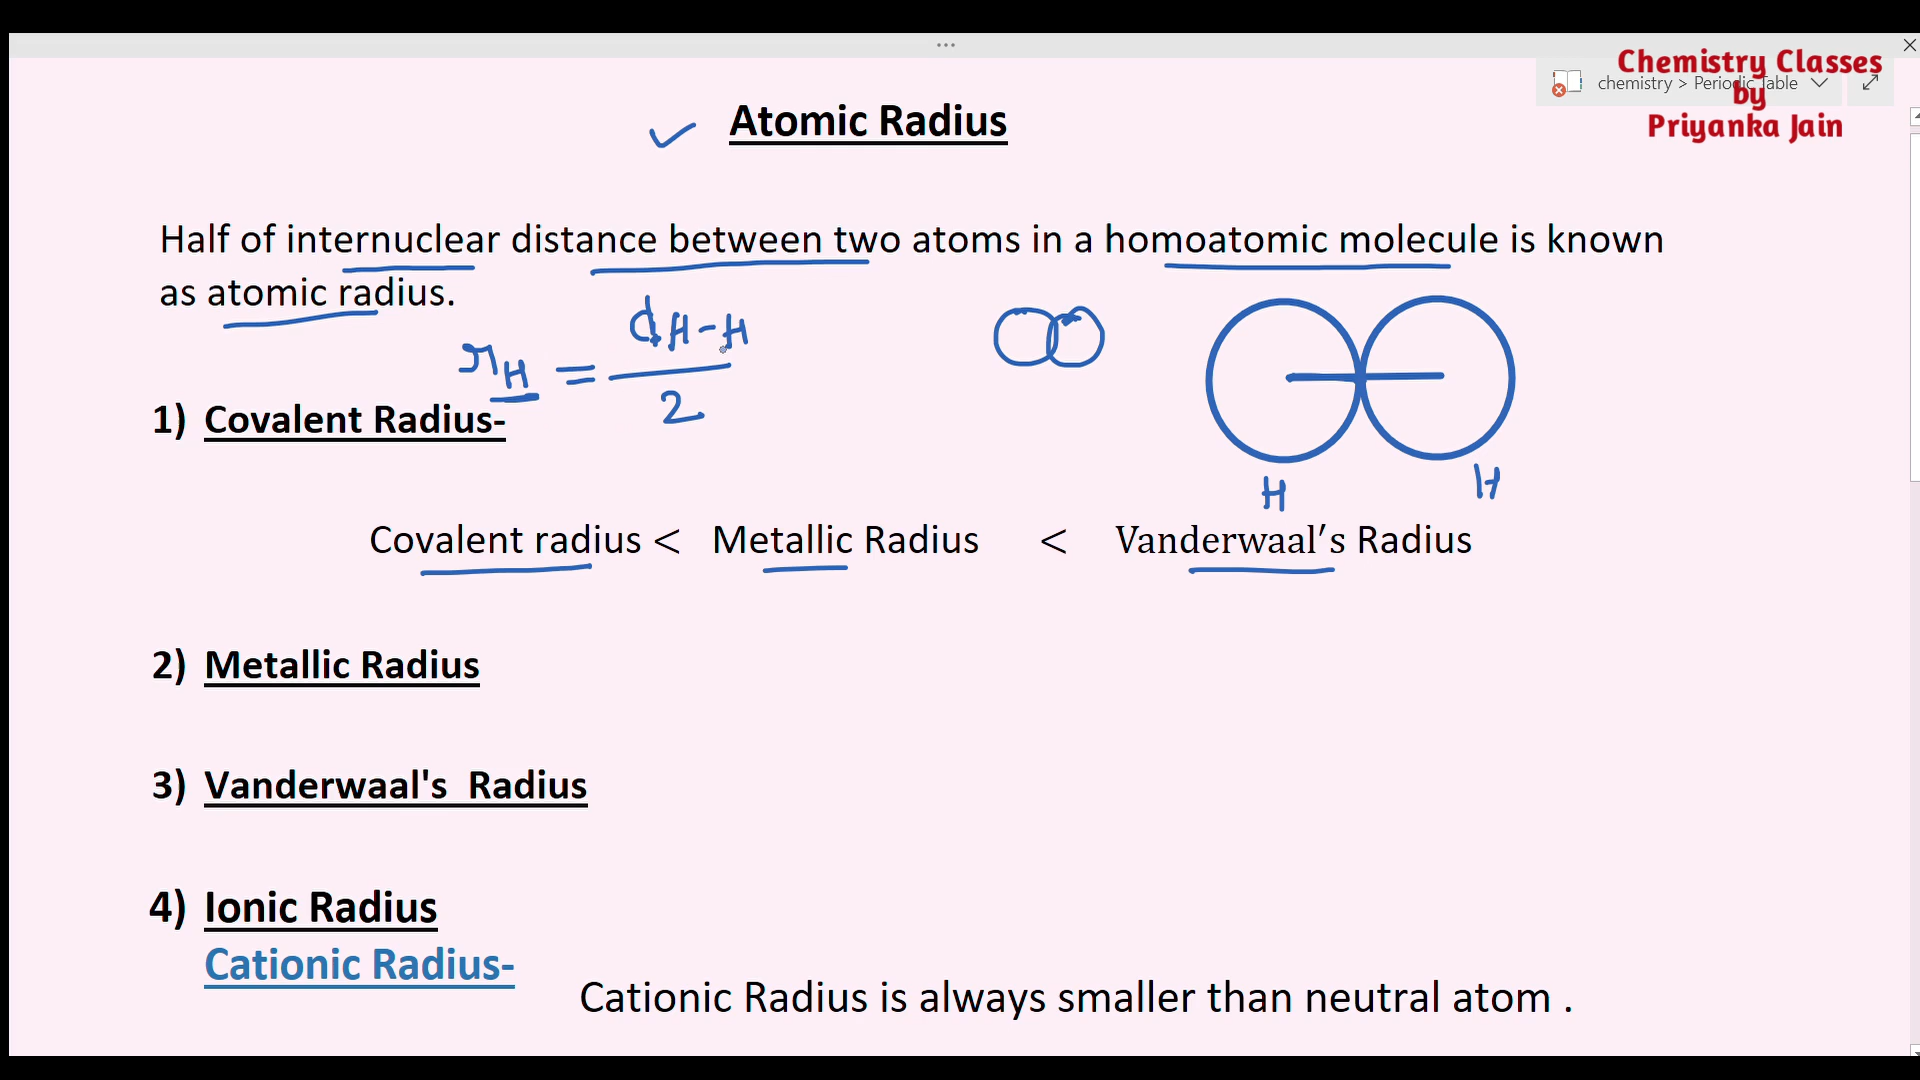 ...
Chemistry Classes
by
Priyanka Jain
chemistry > Periodic Table
Atomic Radius
Half of internuclear distance between two atoms in a homoatomic molecule is known
as atomic radius.
r_H = d_H-H / 2
1) Covalent Radius-
H H
Covalent radius < Metallic Radius < Vanderwaal′s Radius
2) Metallic Radius
3) Vanderwaal's Radius
4) Ionic Radius
Cationic Radius-
Cationic Radius is always smaller than neutral atom .